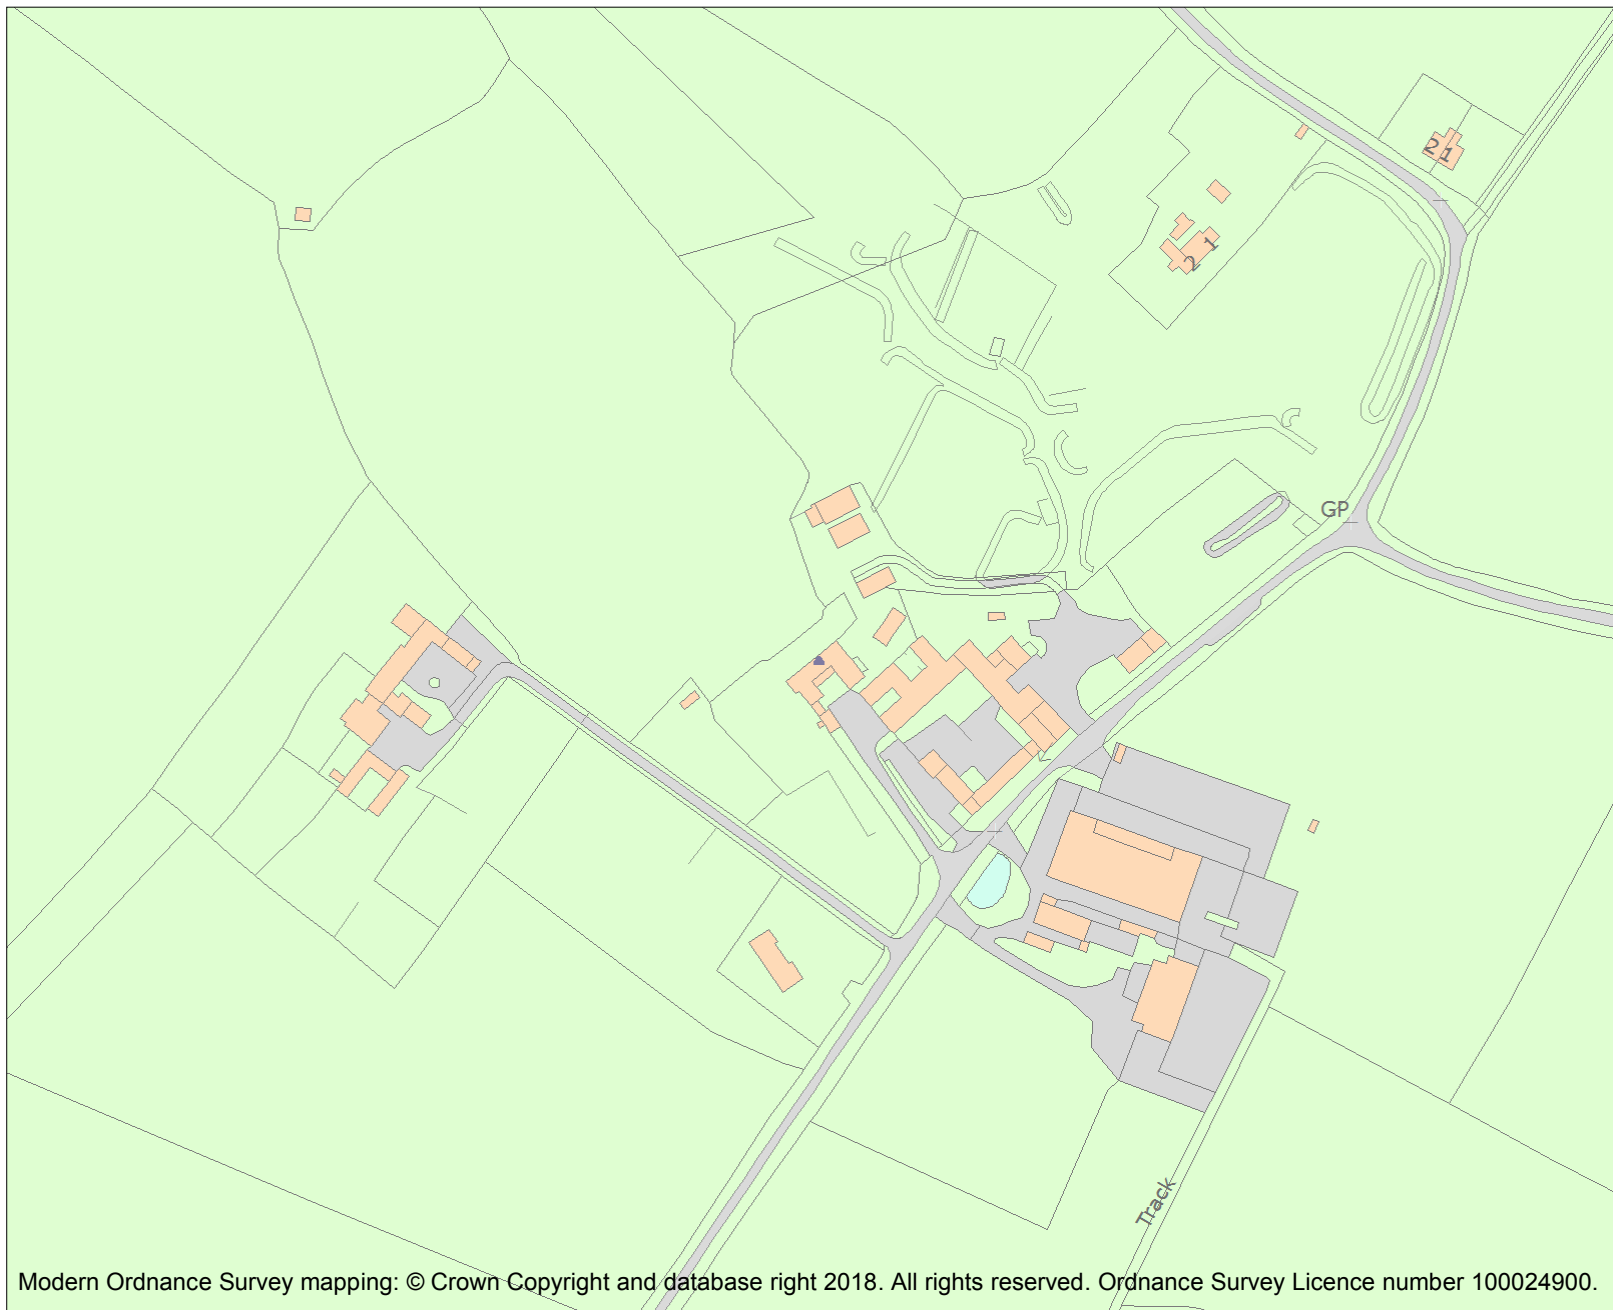 2 1
1
2
GP
Track
Modern Ordnance Survey mapping: © Crown Copyright and database right 2018. All rights reserved. Ordnance Survey Licence number 100024900.